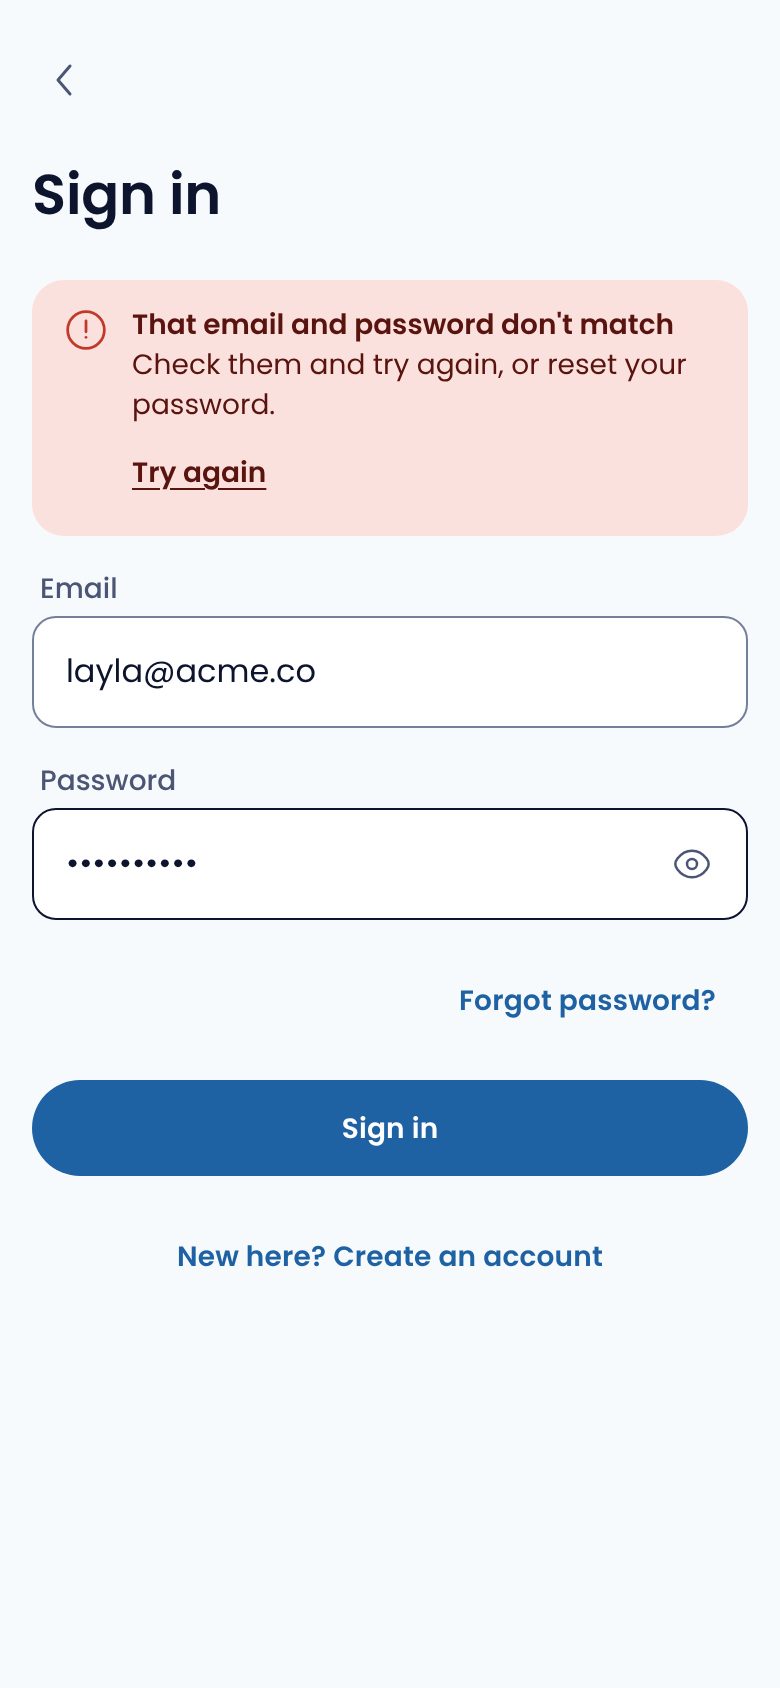 Sign in
That email and password don't match
Check them and try again, or reset your
password.
Try again
Email
layla@acme.co
Password
••••••••••
Forgot password?
Sign in
New here? Create an account